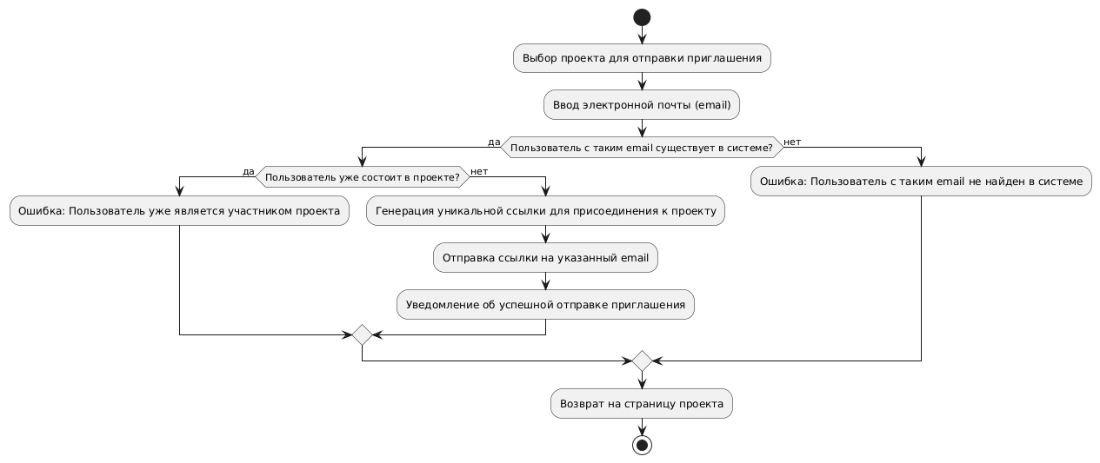 Выбор проекта для отправки приглашения
Ввод электронной почты (email)
да
Пользователь с таким email существует в системе?
нет
да
Пользователь уже состоит в проекте?
нет
Ошибка: Пользователь с таким email не найден в системе
Ошибка: Пользователь уже является участником проекта
Генерация уникальной ссылки для присоединения к проекту
Отправка ссылки на указанный email
Уведомление об успешной отправке приглашения
Возврат на страницу проекта